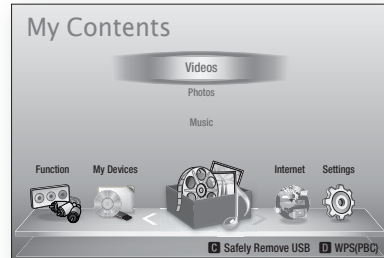 My Contents
Videos
Photos
Music
Function My Devices Internet Settings
C Safely Remove USB D WPS(PBC)